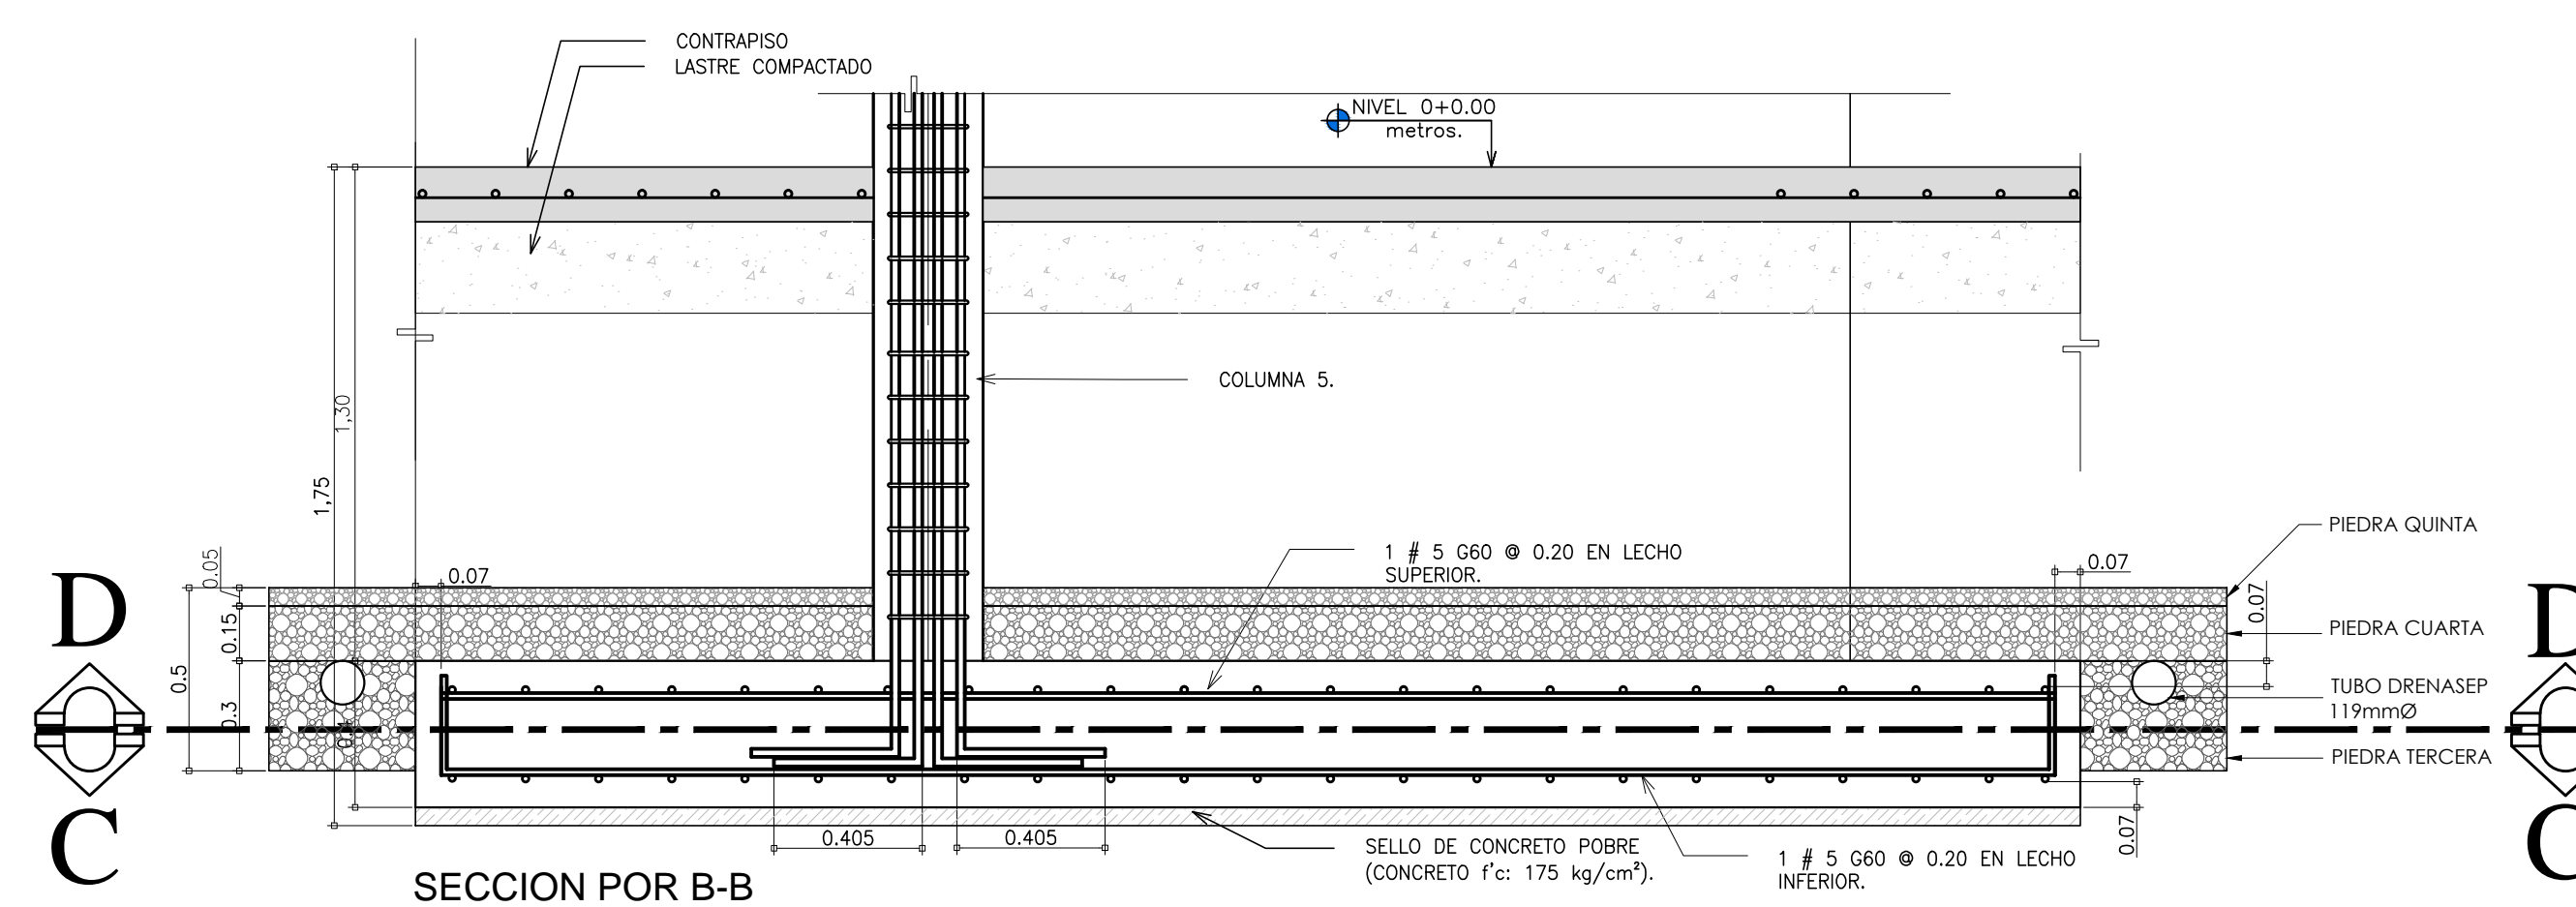 CONTRAPISO
LASTRE COMPACTADO
NIVEL 0+0.00
metros.
1,30
1,75
COLUMNA 5.
PIEDRA QUINTA
1 # 5 G60 @ 0.20 EN LECHO
SUPERIOR.
0.05
0.07
0.07
0.07
D
D
0.15
PIEDRA CUARTA
0.5
0.3
0.4
TUBO DRENASEP
119mmØ
PIEDRA TERCERA
C
C
0.405
0.405
0.07
SELLO DE CONCRETO POBRE
(CONCRETO f'c: 175 kg/cm²).
1 # 5 G60 @ 0.20 EN LECHO
INFERIOR.
SECCION POR B-B